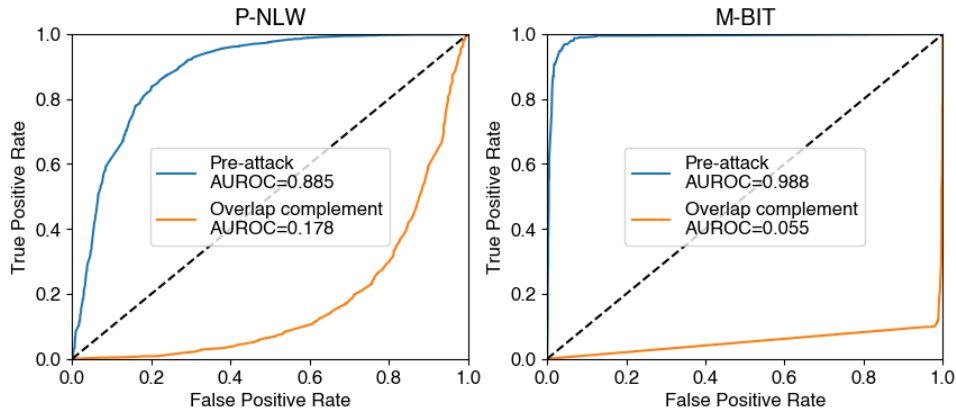 P-NLW
1.0
0.8
0.6
0.4
0.2
0.0
True Positive Rate
Pre-attack
AUROC=0.885
Overlap complement
AUROC=0.178
0.0 0.2 0.4 0.6 0.8 1.0
False Positive Rate
M-BIT
1.0
0.8
0.6
0.4
0.2
0.0
True Positive Rate
Pre-attack
AUROC=0.988
Overlap complement
AUROC=0.055
0.0 0.2 0.4 0.6 0.8 1.0
False Positive Rate